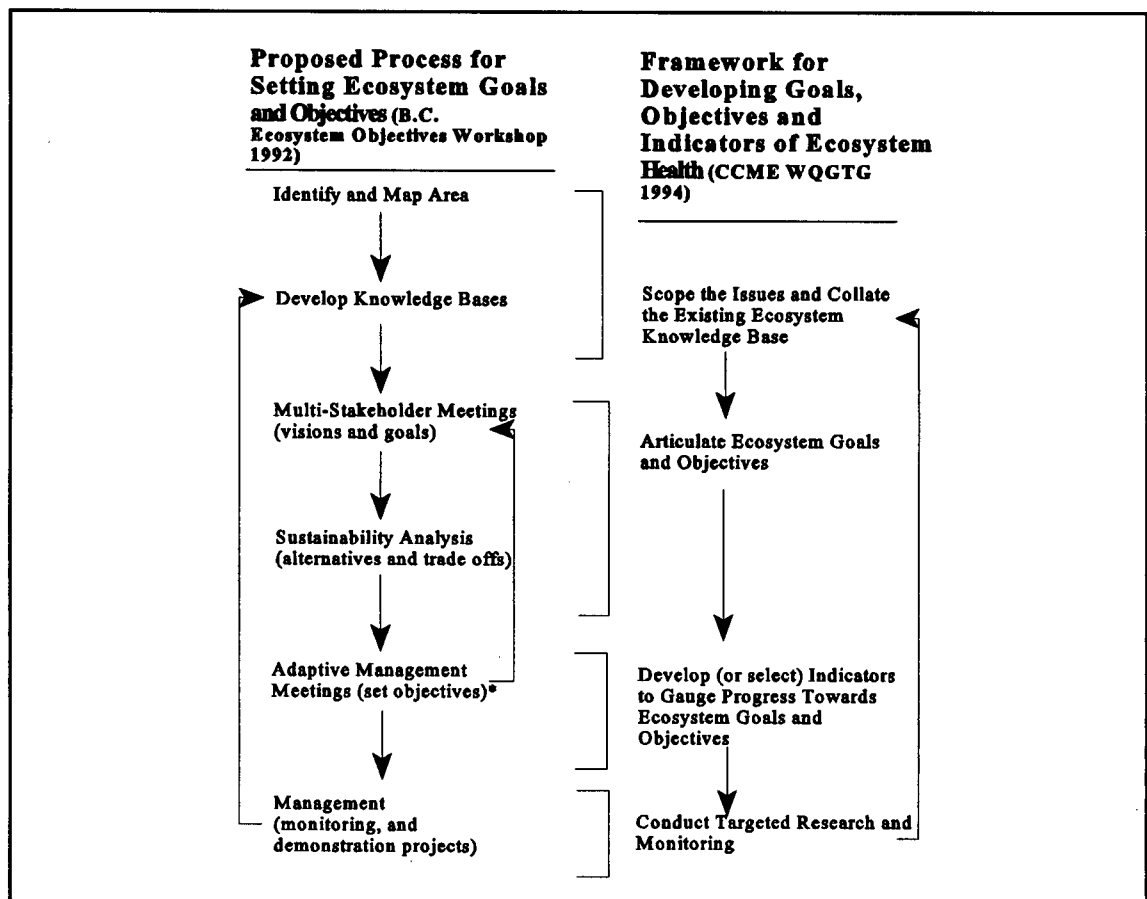 Proposed Process for
Setting Ecosystem Goals
and Objectives (B.C.
Ecosystem Objectives Workshop
1992)
Identify and Map Area
Develop Knowledge Bases
Multi-Stakeholder Meetings
(visions and goals)
Sustainability Analysis
(alternatives and trade offs)
Adaptive Management
Meetings (set objectives)*
Management
(monitoring, and
demonstration projects)
Framework for
Developing Goals,
Objectives and
Indicators of Ecosystem
Health (CCME WQGTG
1994)
Scope the Issues and Collate
the Existing Ecosystem
Knowledge Base
Articulate Ecosystem Goals
and Objectives
Develop (or select) Indicators
to Gauge Progress Towards
Ecosystem Goals and
Objectives
Conduct Targeted Research and
Monitoring